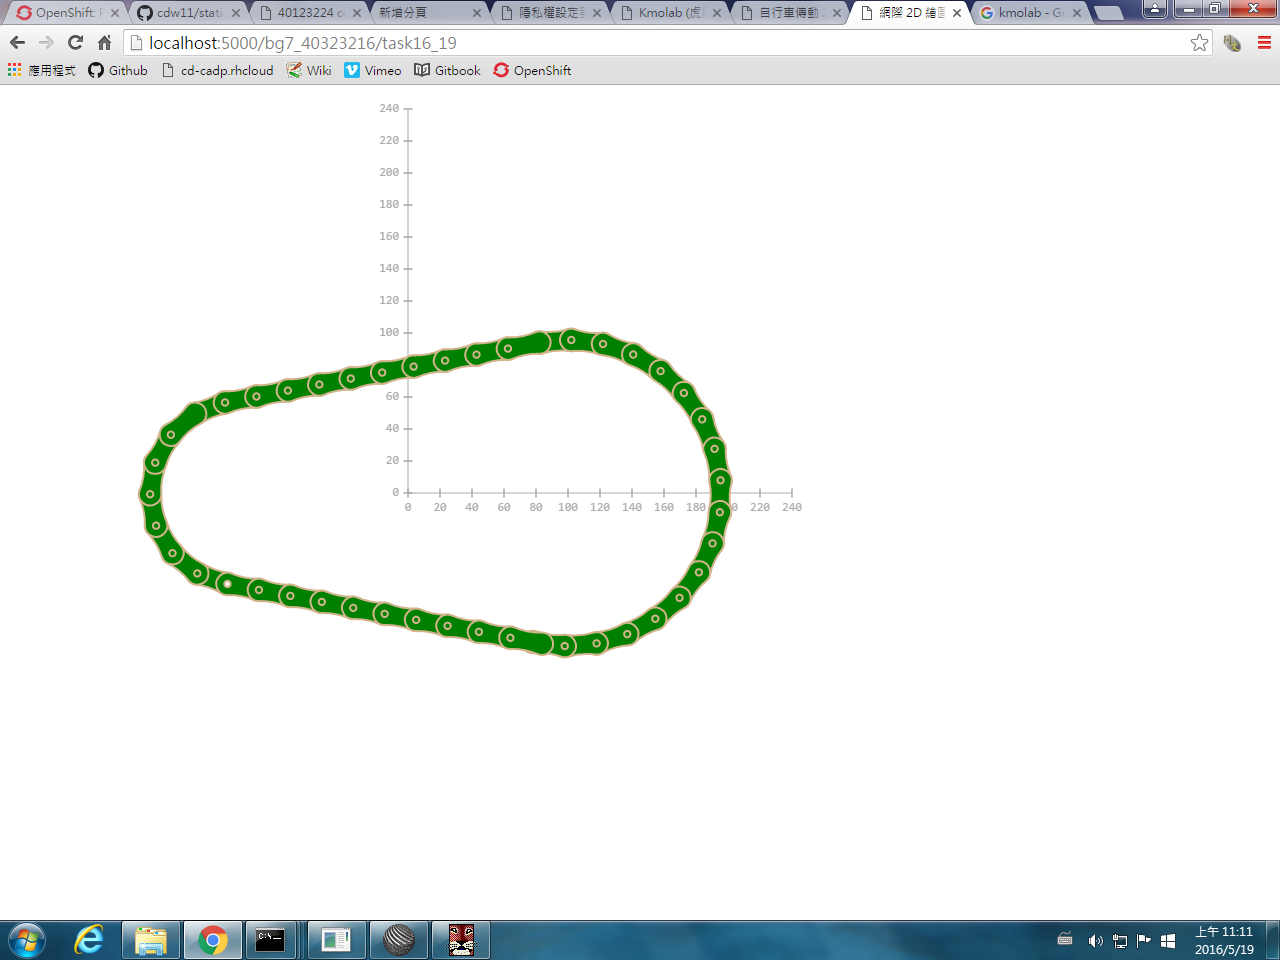 OpenShift: F
cdw11/stati
40123224 c
新增分頁
隱私權設定
Kmolab (虎
自行車傳動
網際 2D 繪
kmolab - Go
localhost:5000/bg7_40323216/task16_19
應用程式 Github cd-cadp.rhcloud Wiki Vimeo Gitbook OpenShift
240
220
200
180
160
140
120
100
60
40
20
0
0 20 40 60 80 100 120 140 160 180 220 240
C:\.
上午 11:11
2016/5/19